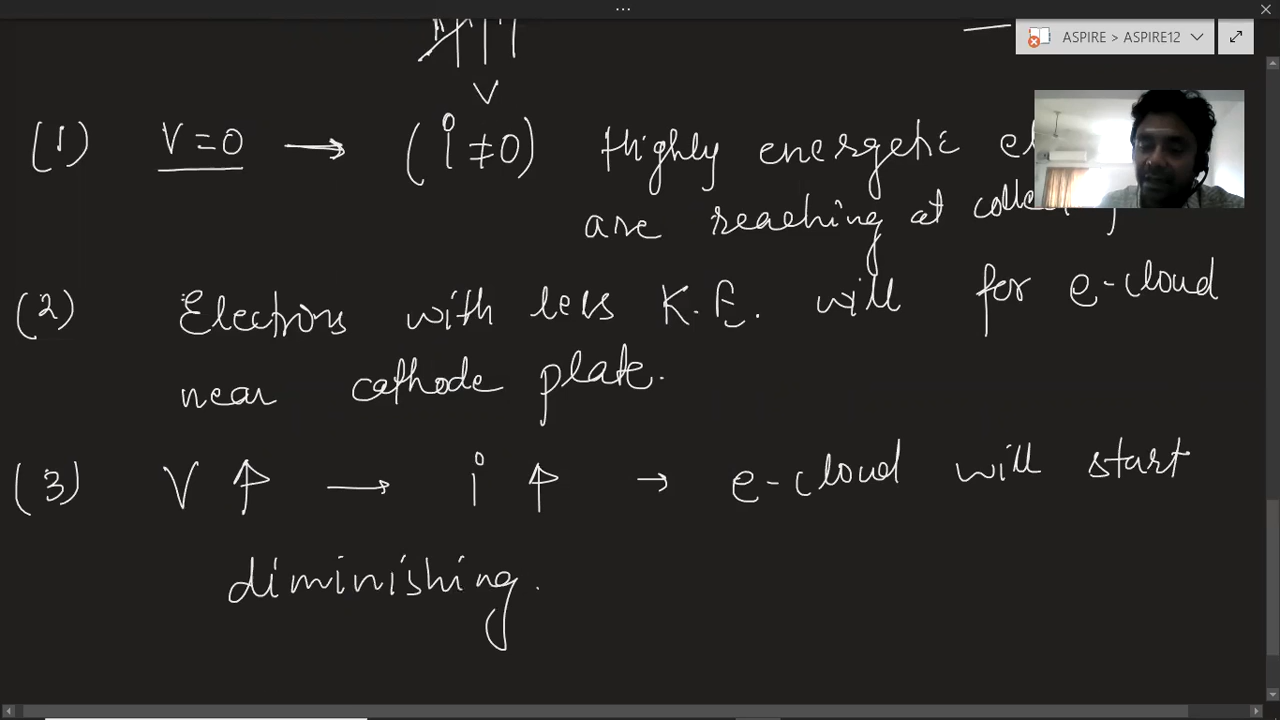 ...
ASPIRE > ASPIRE12
V
(1) V=0 → (i≠0) Highly energetic
are reaching at
(2) Electrons with less K.E. will for e-cloud
near cathode plate.
(3) V ↑ → i ↑ → e-cloud will start
diminishing.